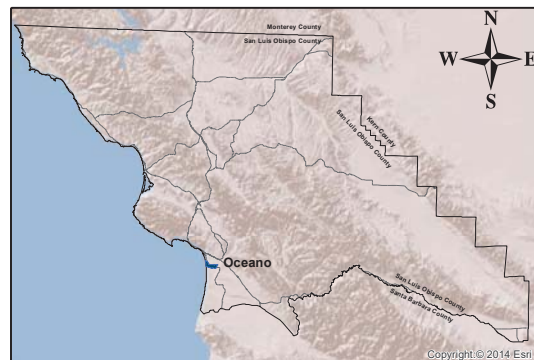 N
W E
S
Monterey County
San Luis Obispo County
Kern County
San Luis Obispo County
Oceano
San Luis Obispo County
Santa Barbara County
Copyright:© 2014 Esri